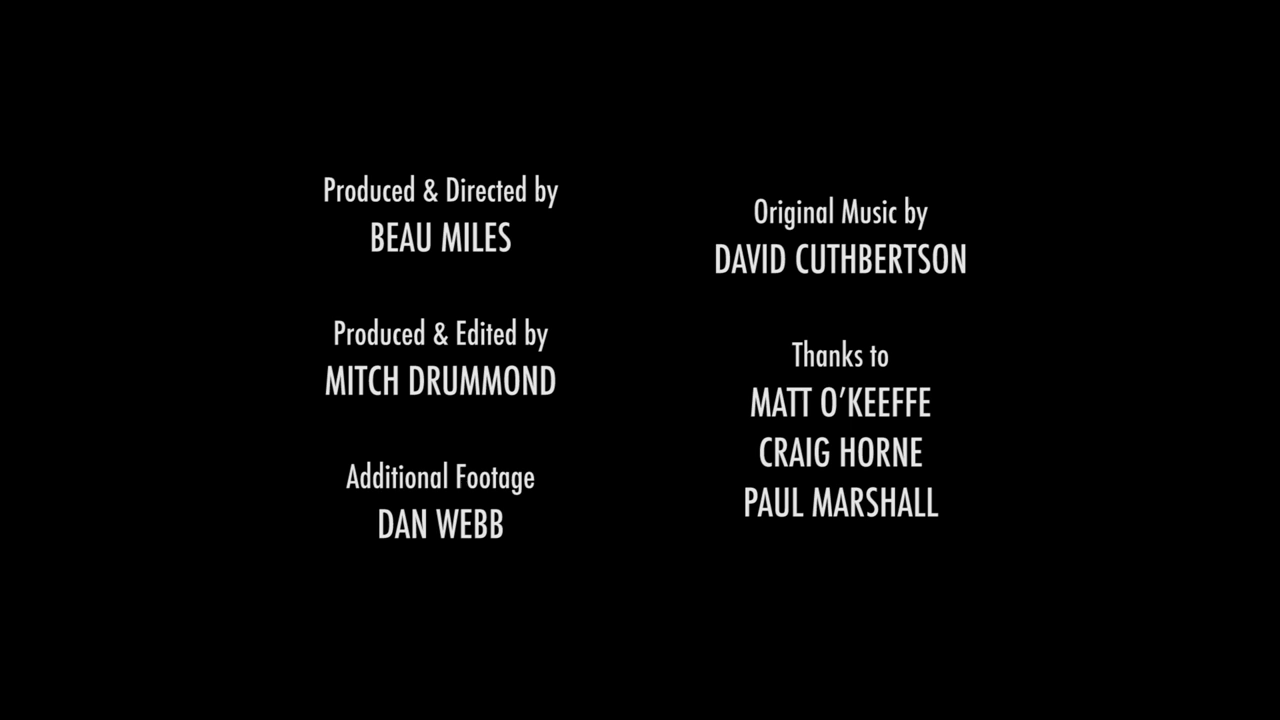 Produced & Directed by
BEAU MILES
Produced & Edited by
MITCH DRUMMOND
Additional Footage
DAN WEBB
Original Music by
DAVID CUTHBERTSON
Thanks to
MATT O’KEEFFE
CRAIG HORNE
PAUL MARSHALL